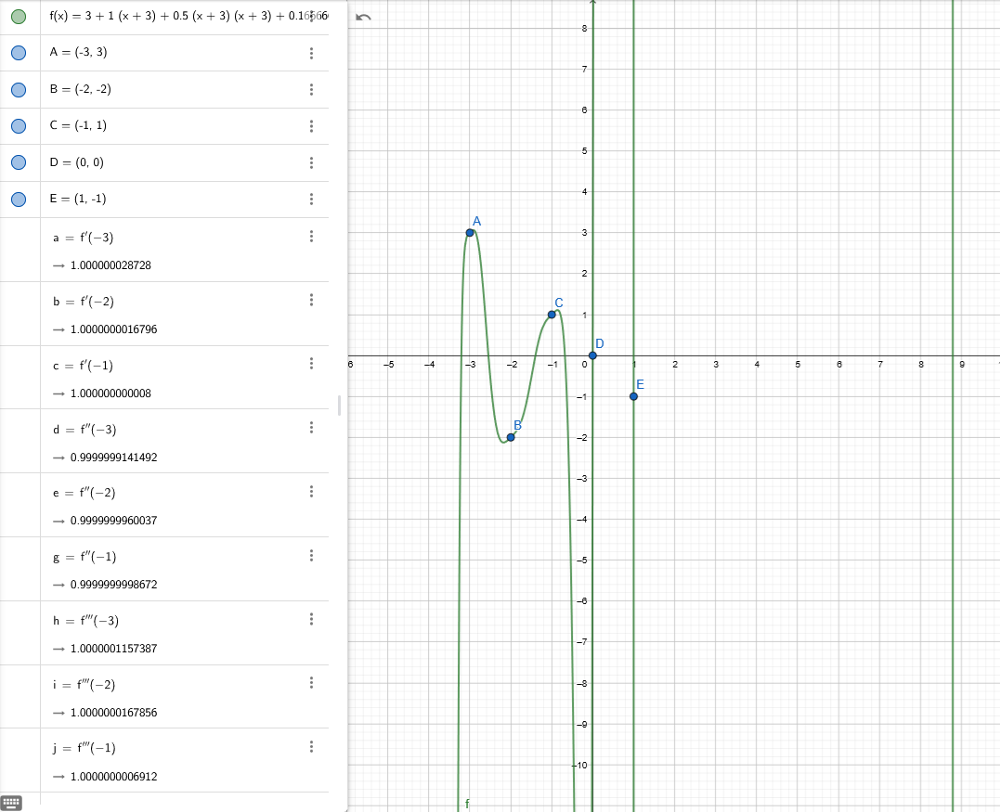 f(x) = 3 + 1 (x + 3) + 0.5 (x + 3) (x + 3) + 0.16666
A = (-3, 3)
B = (-2, -2)
C = (-1, 1)
D = (0, 0)
E = (1, -1)
a = f′(−3)
→ 1.000000028728
b = f′(−2)
→ 1.0000000016796
c = f′(−1)
→ 1.000000000008
d = f″(−3)
→ 0.9999999141492
e = f″(−2)
→ 0.9999999960037
g = f″(−1)
→ 0.9999999998672
h = f‴(−3)
→ 1.0000001157387
i = f‴(−2)
→ 1.0000000167856
j = f‴(−1)
→ 1.0000000006912
8
7
6
5
4
3
2
1
6 −5 −4 −3 −2 −1 0 1 2 3 4 5 6 7 8 9
−1
−2
−3
−4
−5
−6
−7
−8
−9
−10
A
B
C
D
E
f